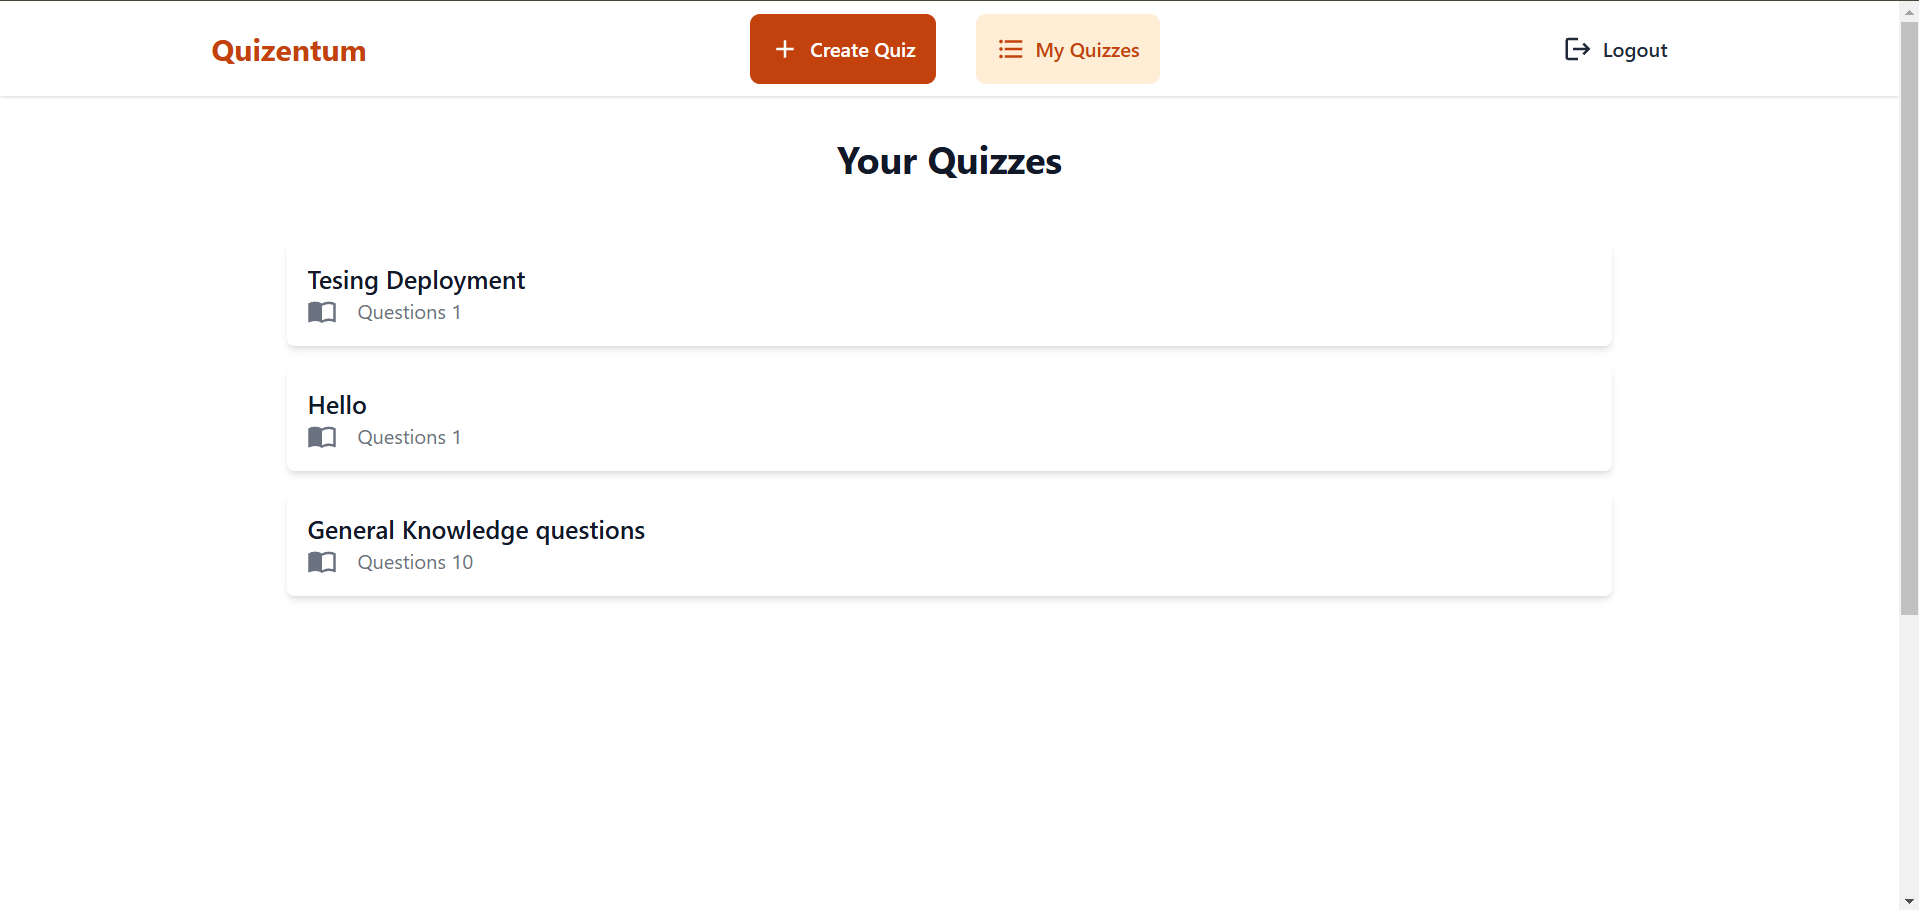 Quizentum
Create Quiz
My Quizzes
Logout
Your Quizzes
Tesing Deployment
Questions 1
Hello
Questions 1
General Knowledge questions
Questions 10